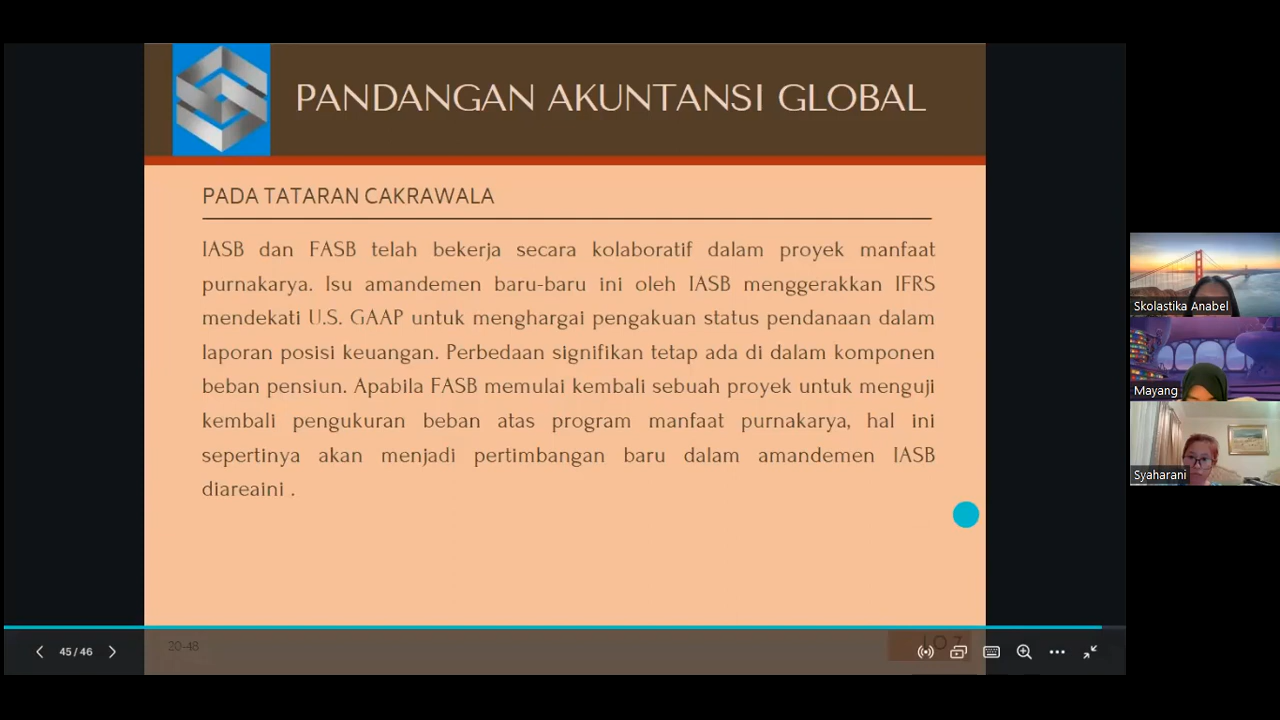 PANDANGAN AKUNTANSI GLOBAL
PADA TATARAN CAKRAWALA
IASB dan FASB telah bekerja secara kolaboratif dalam proyek manfaat
purnakarya. Isu amandemen baru-baru ini oleh IASB menggerakkan IFRS
mendekati U.S. GAAP untuk menghargai pengakuan status pendanaan dalam
laporan posisi keuangan. Perbedaan signifikan tetap ada di dalam komponen
beban pensiun. Apabila FASB memulai kembali sebuah proyek untuk menguji
kembali pengukuran beban atas program manfaat purnakarya, hal ini
sepertinya akan menjadi pertimbangan baru dalam amandemen IASB
diareaini .
Skolastika Anabel
Mayang
Syaharani
20-48
LO 7
45 / 46